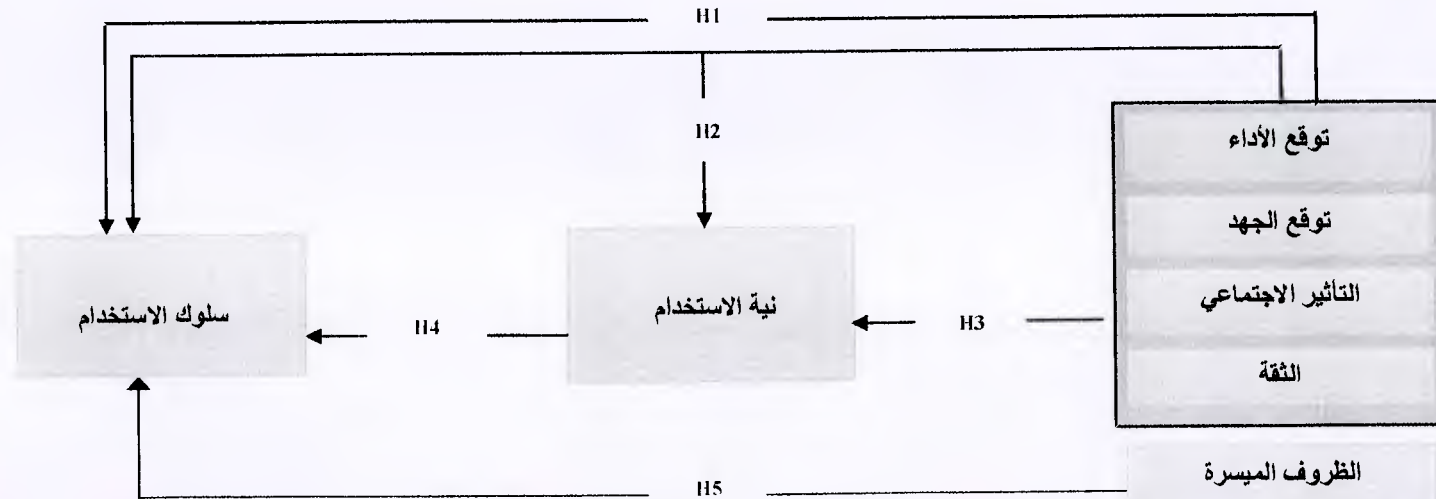 H1
H2
توقع الأداء
توقع الجهد
التأثير الاجتماعي
الثقة
H3
نية الاستخدام
H4
سلوك الاستخدام
الظروف الميسرة
H5